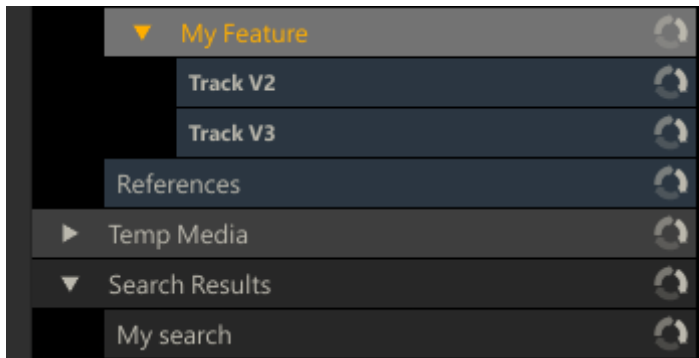 My Feature
Track V2
Track V3
References
Temp Media
Search Results
My search